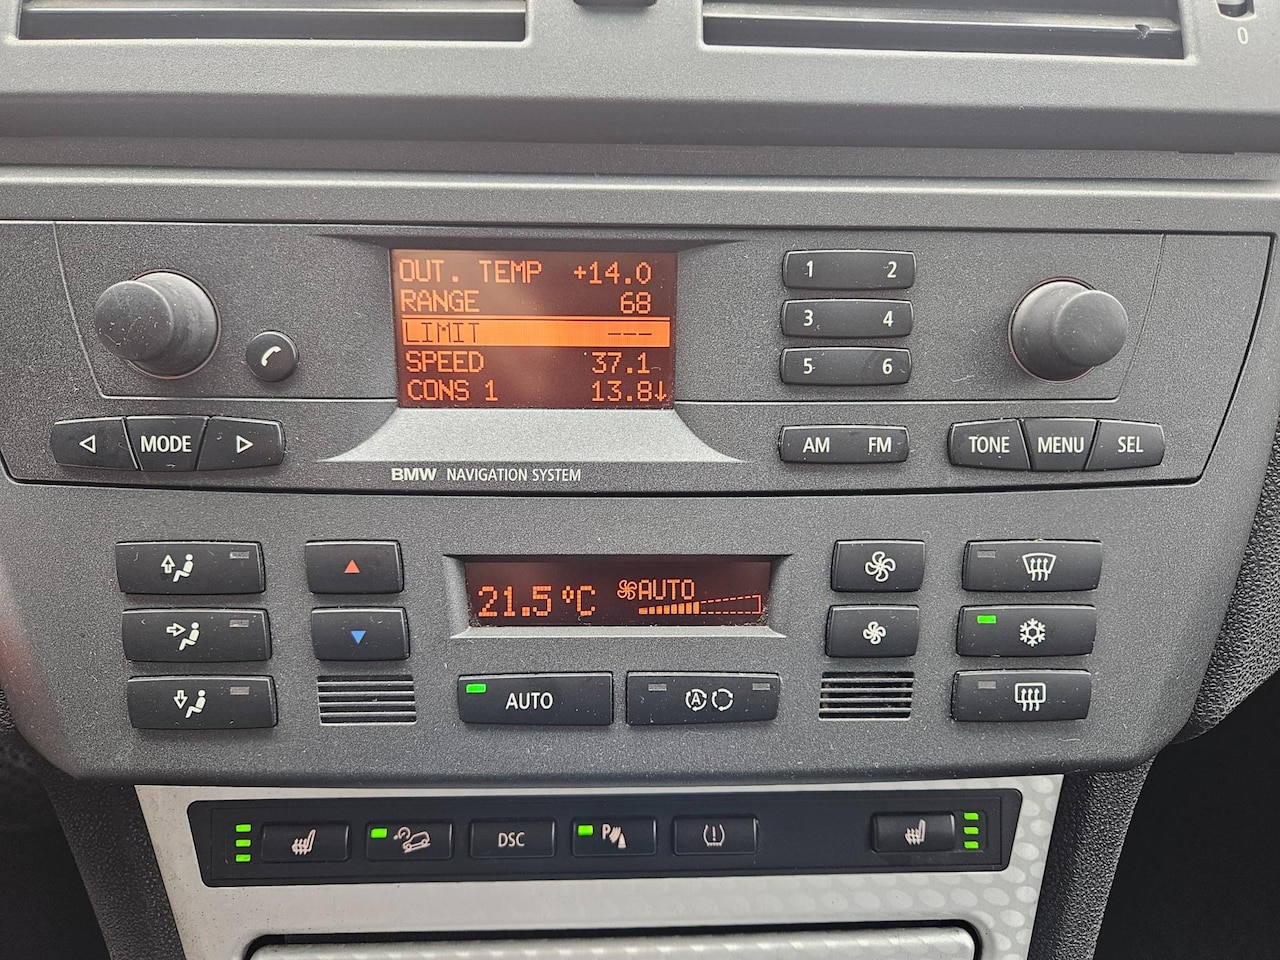 0
OUT. TEMP +14.0
RANGE 68
LIMIT ---
SPEED 37.1
CONS 1 13.8↓
1 2
3 4
5 6
MODE
AM FM
TONE MENU SEL
BMW NAVIGATION SYSTEM
21.5°C AUTO
AUTO
A
DSC
P